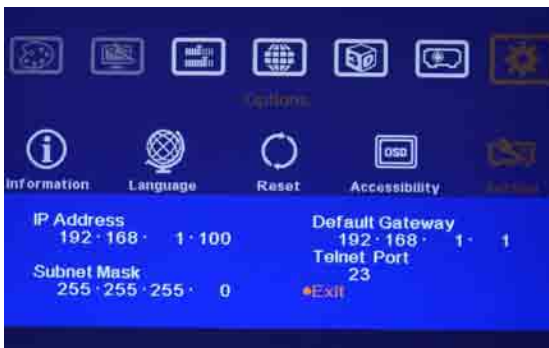 3D
Options
OSD
Information
Language
Reset
Accessibility
IP Address
192 · 168 · 1 · 100
Default Gateway
192 · 168 · 1 · 1
Subnet Mask
255 · 255 · 255 · 0
Telnet Port
23
Exit